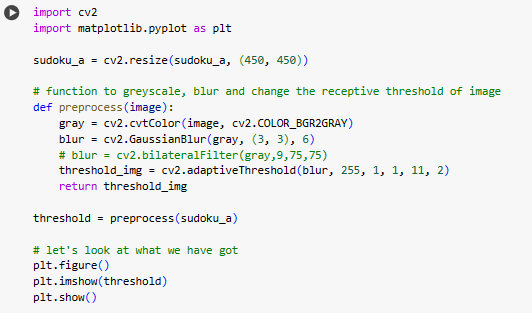 import cv2
import matplotlib.pyplot as plt
sudoku_a = cv2.resize(sudoku_a, (450, 450))
# function to greyscale, blur and change the receptive threshold of image
def preprocess(image):
    gray = cv2.cvtColor(image, cv2.COLOR_BGR2GRAY)
    blur = cv2.GaussianBlur(gray, (3, 3), 6)
    # blur = cv2.bilateralFilter(gray,9,75,75)
    threshold_img = cv2.adaptiveThreshold(blur, 255, 1, 1, 11, 2)
    return threshold_img
threshold = preprocess(sudoku_a)
# let's look at what we have got
plt.figure()
plt.imshow(threshold)
plt.show()